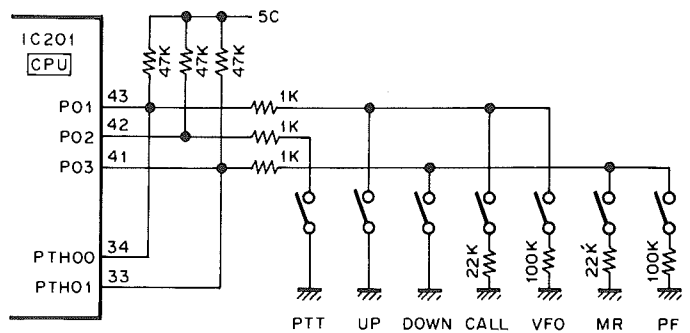 5C
IC201
CPU
47K 47K 47K
P01 43 1K
P02 42 1K
P03 41 1K
PTH00 34
PTH01 33
22K 100K 22K 100K
PTT UP DOWN CALL VFO MR PF